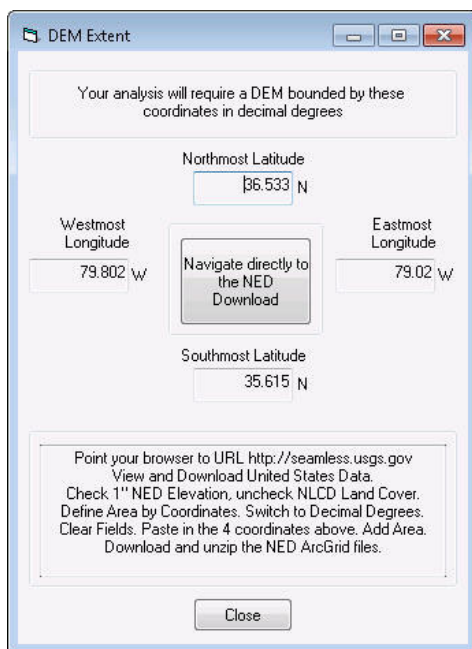 DEM Extent
Your analysis will require a DEM bounded by these
coordinates in decimal degrees
Northmost Latitude
36.533 N
Westmost
Longitude
79.802 W
Navigate directly to
the NED
Download
Eastmost
Longitude
79.02 W
Southmost Latitude
35.615 N
Point your browser to URL http://seamless.usgs.gov
View and Download United States Data.
Check 1" NED Elevation, uncheck NLCD Land Cover.
Define Area by Coordinates. Switch to Decimal Degrees.
Clear Fields. Paste in the 4 coordinates above. Add Area.
Download and unzip the NED ArcGrid files.
Close